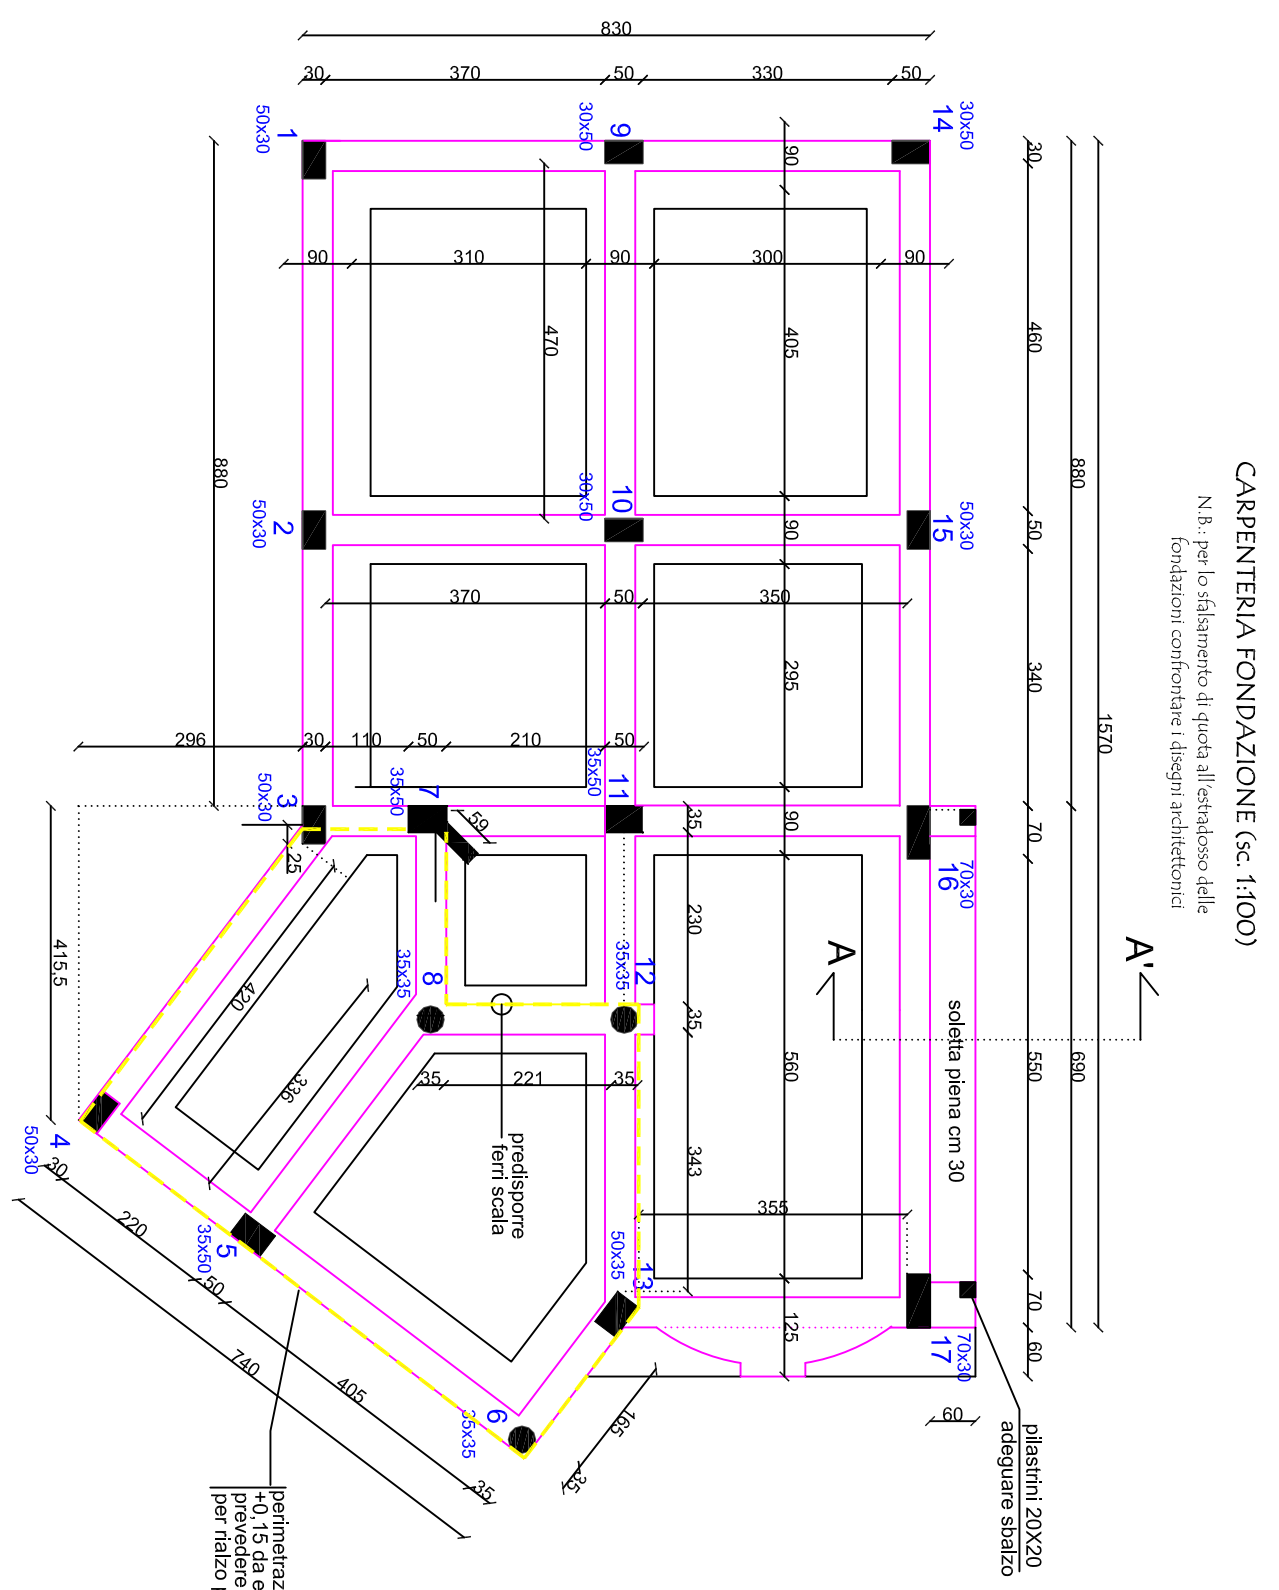 CARPENTERIA FONDAZIONE (sc. 1:100)
N.B.: per lo sfalsamento di quota all'estradosso delle
fondazioni confrontare i disegni architettonici
830
30 370 50 330 50
1
50x30
9
30x50
14
30x50
90
30
90 310 90 300 90
470
405
460
880
880
1570
2
50x30
10
30x50
15
50x30
90
50
370 50 350
295
340
296 30 110 50 210 50
3
50x30
7
35x50
11
35x50
59
35
90
70
16
70x30
25
415,5
230
A
A'
8
35x35
12
35x35
420
336
35
soletta piena cm 30
560
550
690
35 221 35
343
predisporre
ferri scala
4
50x30
30
220
5
35x50
50
355
50x35
13
125
70
60
17
70x30
740
405
6
35x35
35
165
35
60
pilastrini 20X20
adeguare sbalzo
perimetraz
+0,15 da e
prevedere
per rialzo p